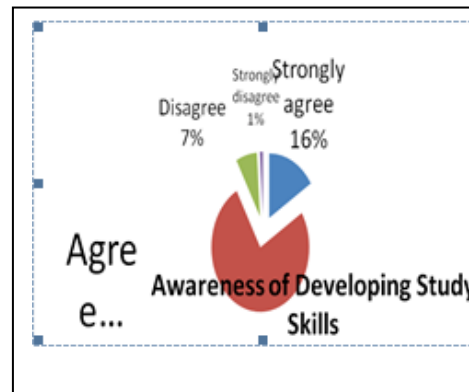 Strongly
disagree
1%
Strongly
agree
16%
Disagree
7%
Agre
e...
Awareness of Developing Study
Skills